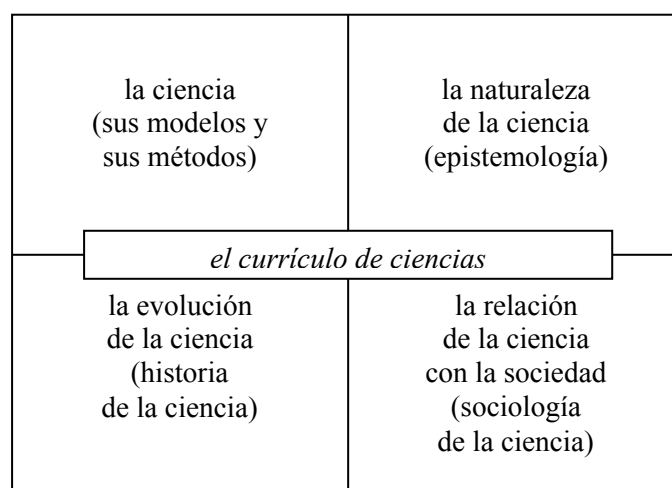 la ciencia
(sus modelos y
sus métodos)
la naturaleza
de la ciencia
(epistemología)
el currículo de ciencias
la evolución
de la ciencia
(historia
de la ciencia)
la relación
de la ciencia
con la sociedad
(sociología
de la ciencia)